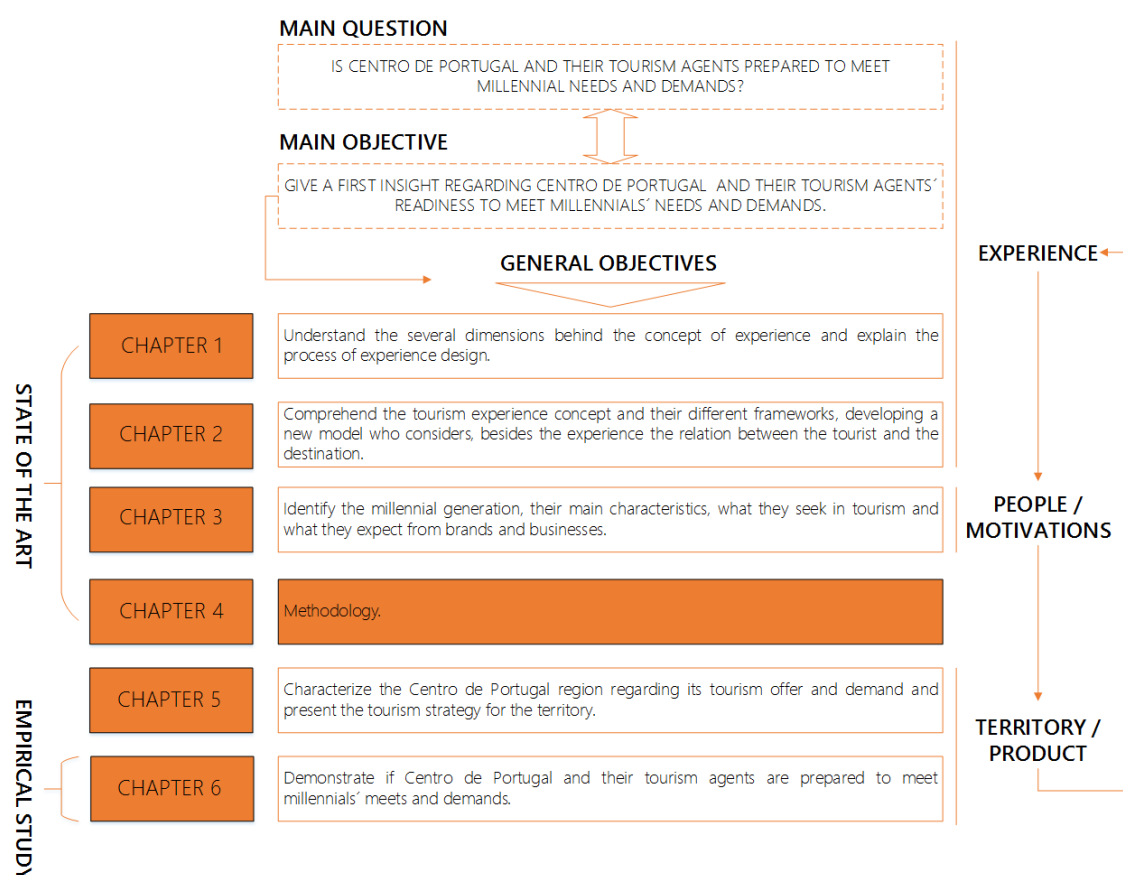 MAIN QUESTION
IS CENTRO DE PORTUGAL AND THEIR TOURISM AGENTS PREPARED TO MEET
MILLENNIAL NEEDS AND DEMANDS?
MAIN OBJECTIVE
GIVE A FIRST INSIGHT REGARDING CENTRO DE PORTUGAL AND THEIR TOURISM AGENTS´
READINESS TO MEET MILLENNIALS´ NEEDS AND DEMANDS.
GENERAL OBJECTIVES
EXPERIENCE
STATE OF THE ART
CHAPTER 1
Understand the several dimensions behind the concept of experience and explain the
process of experience design.
CHAPTER 2
Comprehend the tourism experience concept and their different frameworks, developing a
new model who considers, besides the experience the relation between the tourist and the
destination.
CHAPTER 3
Identify the millennial generation, their main characteristics, what they seek in tourism and
what they expect from brands and businesses.
PEOPLE /
MOTIVATIONS
CHAPTER 4
Methodology.
EMPIRICAL STUDY
CHAPTER 5
Characterize the Centro de Portugal region regarding its tourism offer and demand and
present the tourism strategy for the territory.
TERRITORY /
PRODUCT
CHAPTER 6
Demonstrate if Centro de Portugal and their tourism agents are prepared to meet
millennials´ meets and demands.